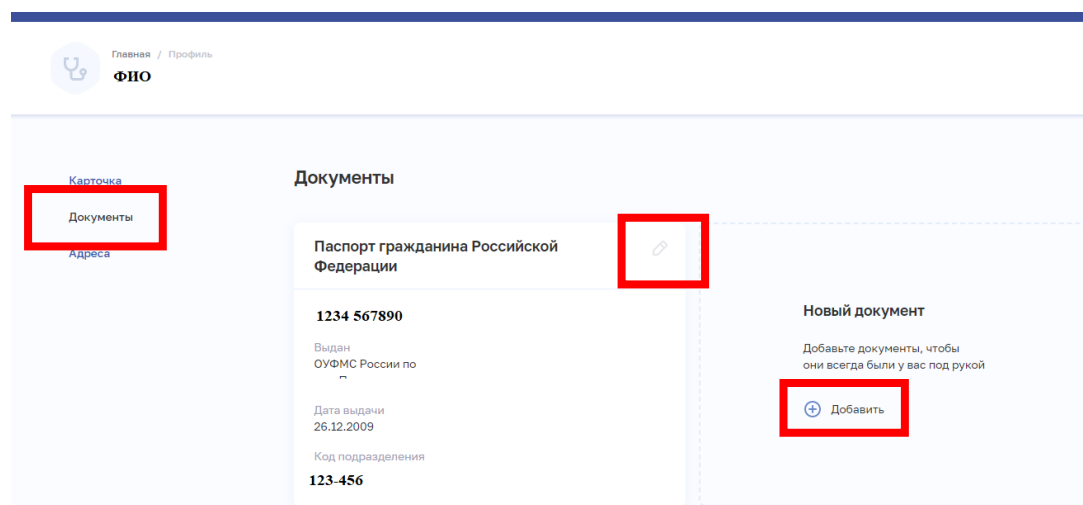 Главная / Профиль
ФИО
Карточка
Документы
Адреса
Документы
Паспорт гражданина Российской
Федерации
1234 567890
Выдан
ОУФМС России по
Дата выдачи
26.12.2009
Код подразделения
123-456
Новый документ
Добавьте документы, чтобы
они всегда были у вас под рукой
Добавить